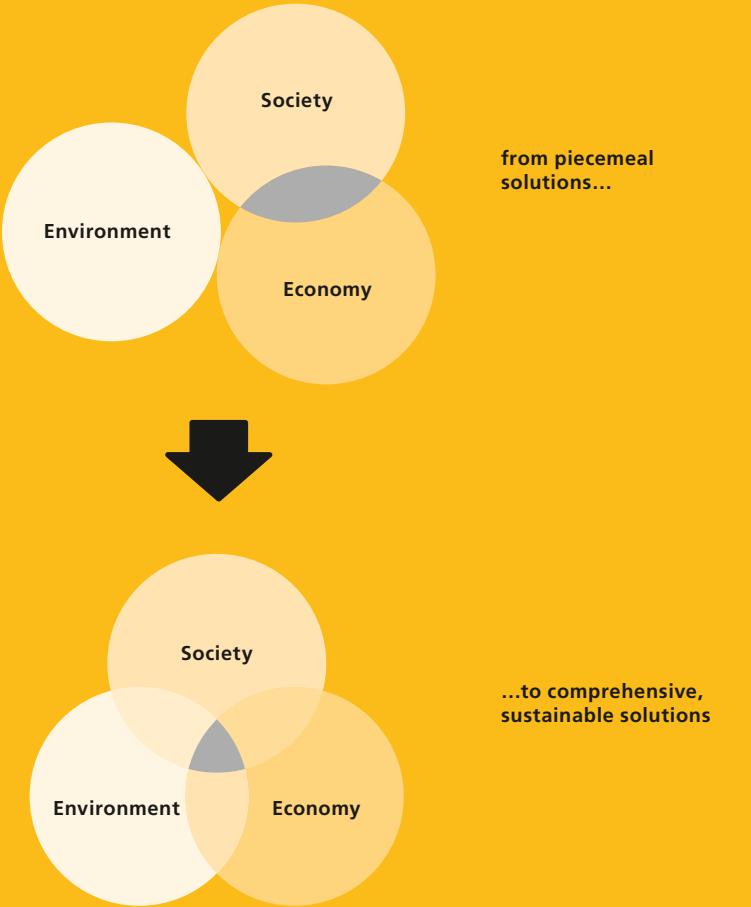 Society
from piecemeal
solutions...
Environment
Economy
Society
...to comprehensive,
sustainable solutions
Environment
Economy